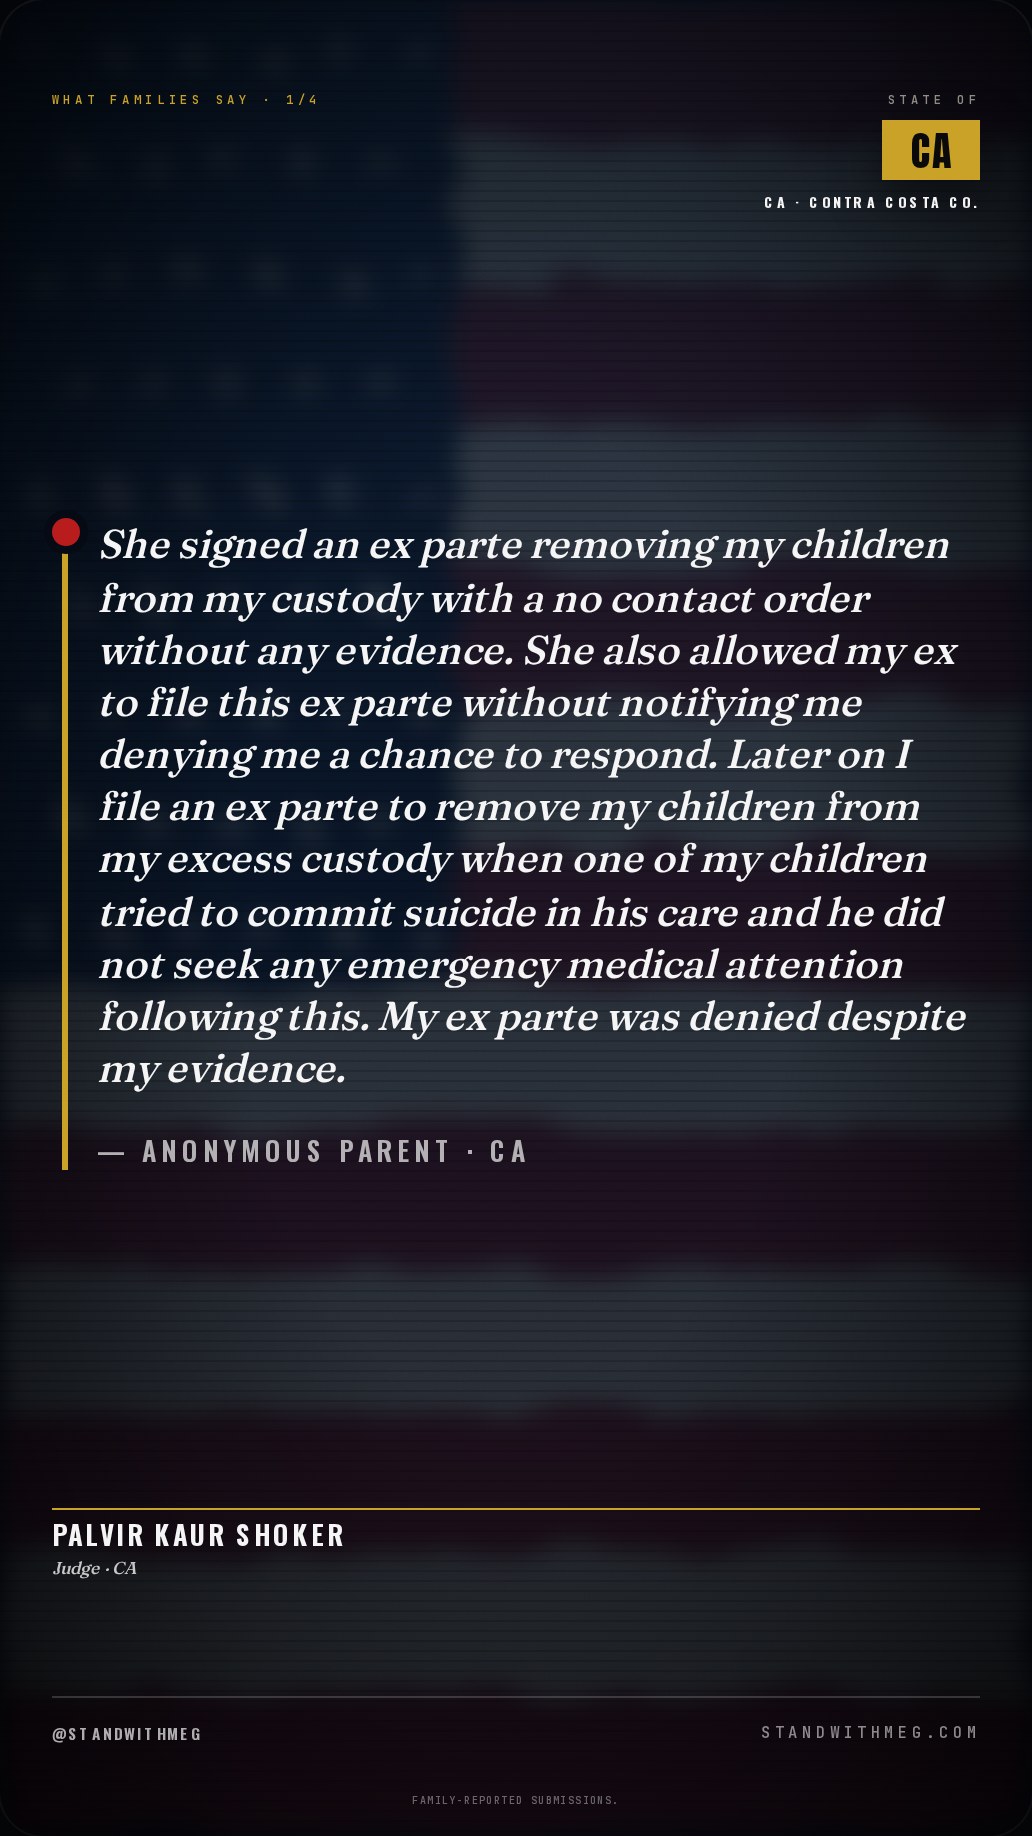 WHAT FAMILIES SAY · 1/4
STATE OF
CA
CA · CONTRA COSTA CO.
She signed an ex parte removing my children
from my custody with a no contact order
without any evidence. She also allowed my ex
to file this ex parte without notifying me
denying me a chance to respond. Later on I
file an ex parte to remove my children from
my excess custody when one of my children
tried to commit suicide in his care and he did
not seek any emergency medical attention
following this. My ex parte was denied despite
my evidence.
— ANONYMOUS PARENT · CA
PALVIR KAUR SHOKER
Judge · CA
@STANDWITHMEG
STANDWITHMEG.COM
FAMILY-REPORTED SUBMISSIONS.